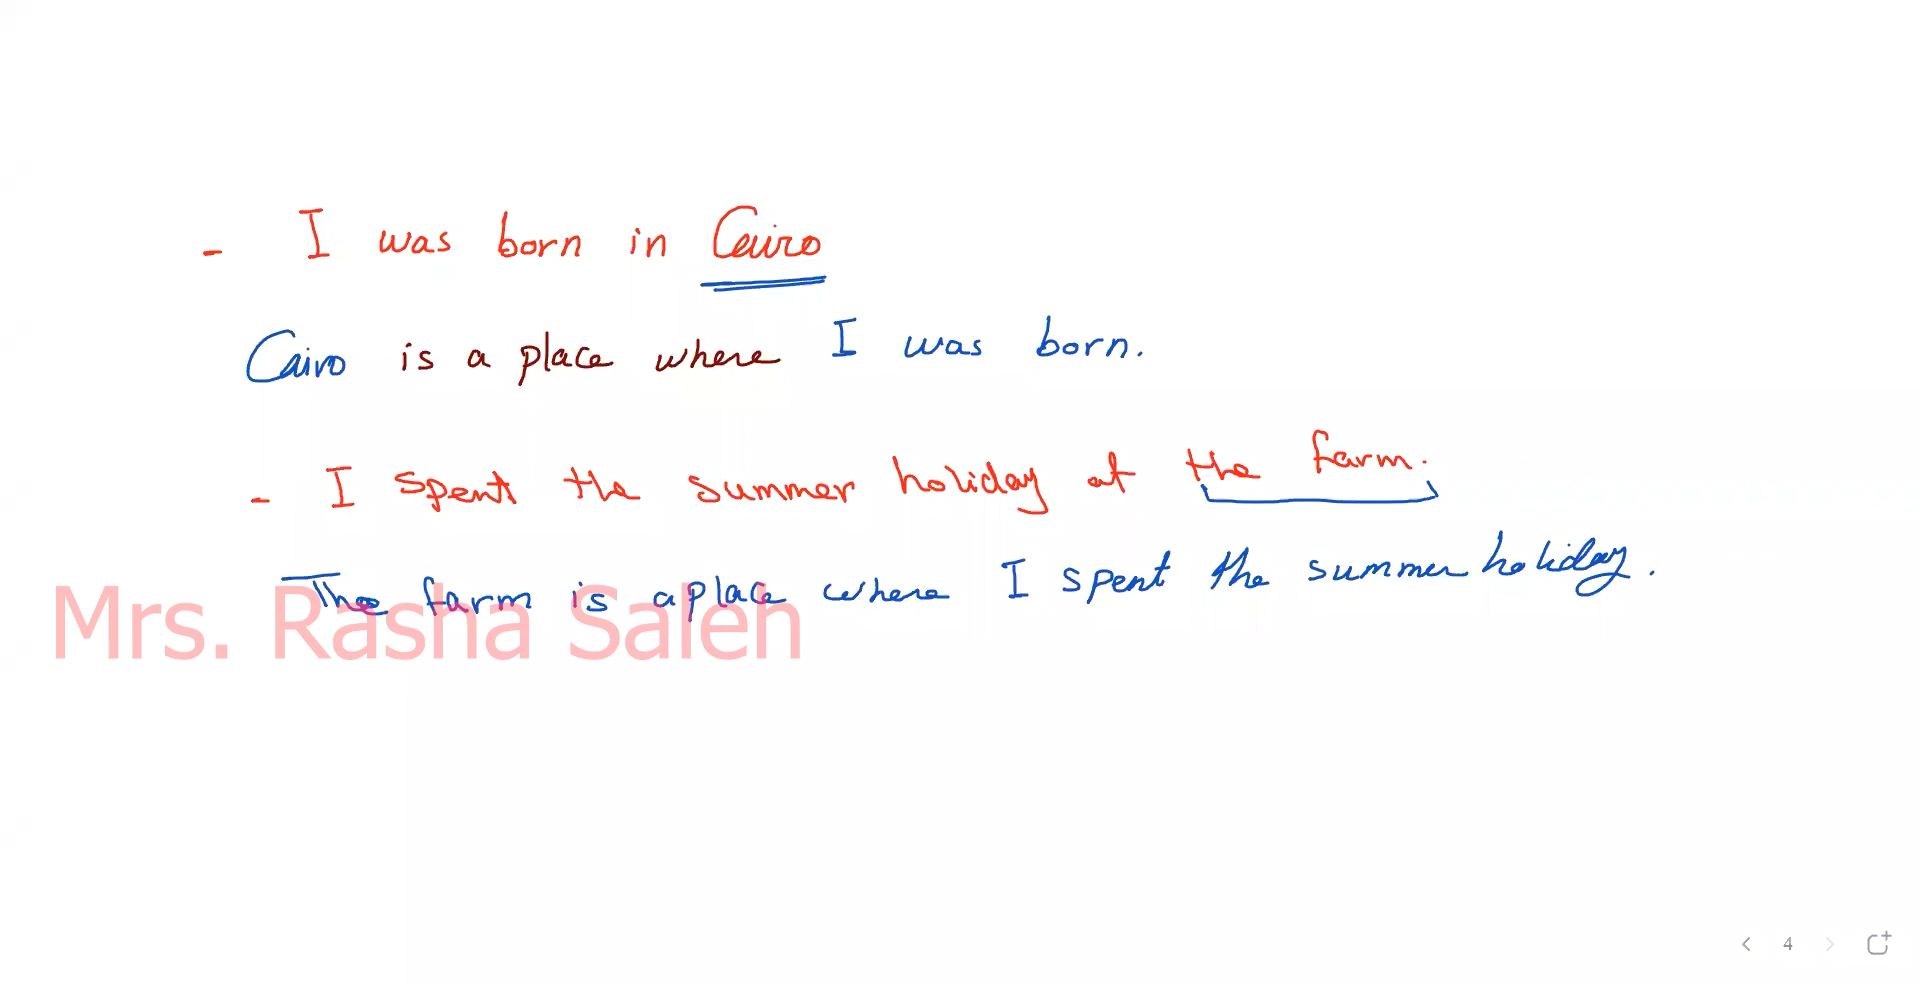 - I was born in Cairo
Cairo is a place where I was born.
- I spent the summer holiday at the farm.
The farm is a place where I spent the summer holiday.
Mrs. Rasha Saleh
4